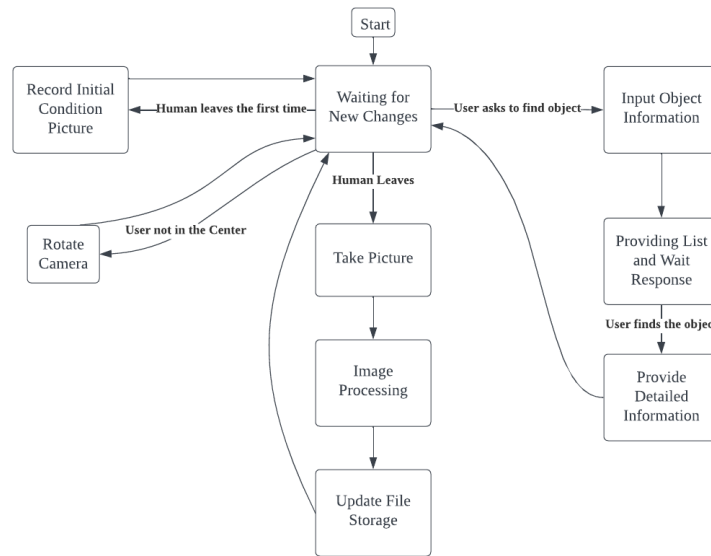 Start
Record Initial
Condition
Picture
Human leaves the first time
Waiting for
New Changes
User asks to find object
Input Object
Information
Human Leaves
User not in the Center
Rotate
Camera
Take Picture
Providing List
and Wait
Response
User finds the objec
Image
Processing
Provide
Detailed
Information
Update File
Storage